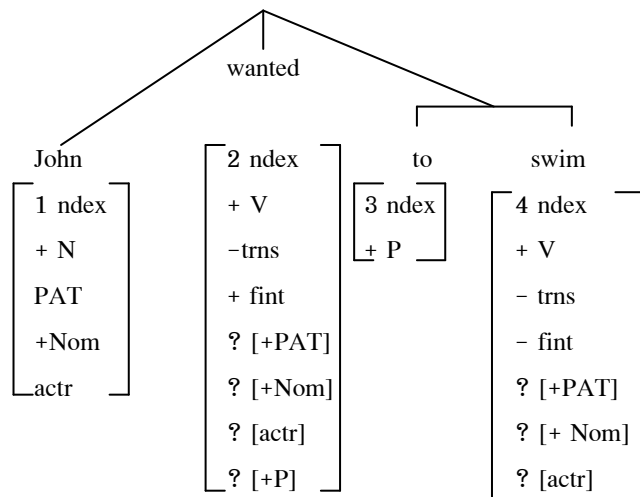 wanted
John
1 ndex
+ N
PAT
+Nom
actr
2 ndex
+ V
−trns
+ fint
? [+PAT]
? [+Nom]
? [actr]
? [+P]
to
3 ndex
+ P
swim
4 ndex
+ V
− trns
− fint
? [+PAT]
? [+ Nom]
? [actr]